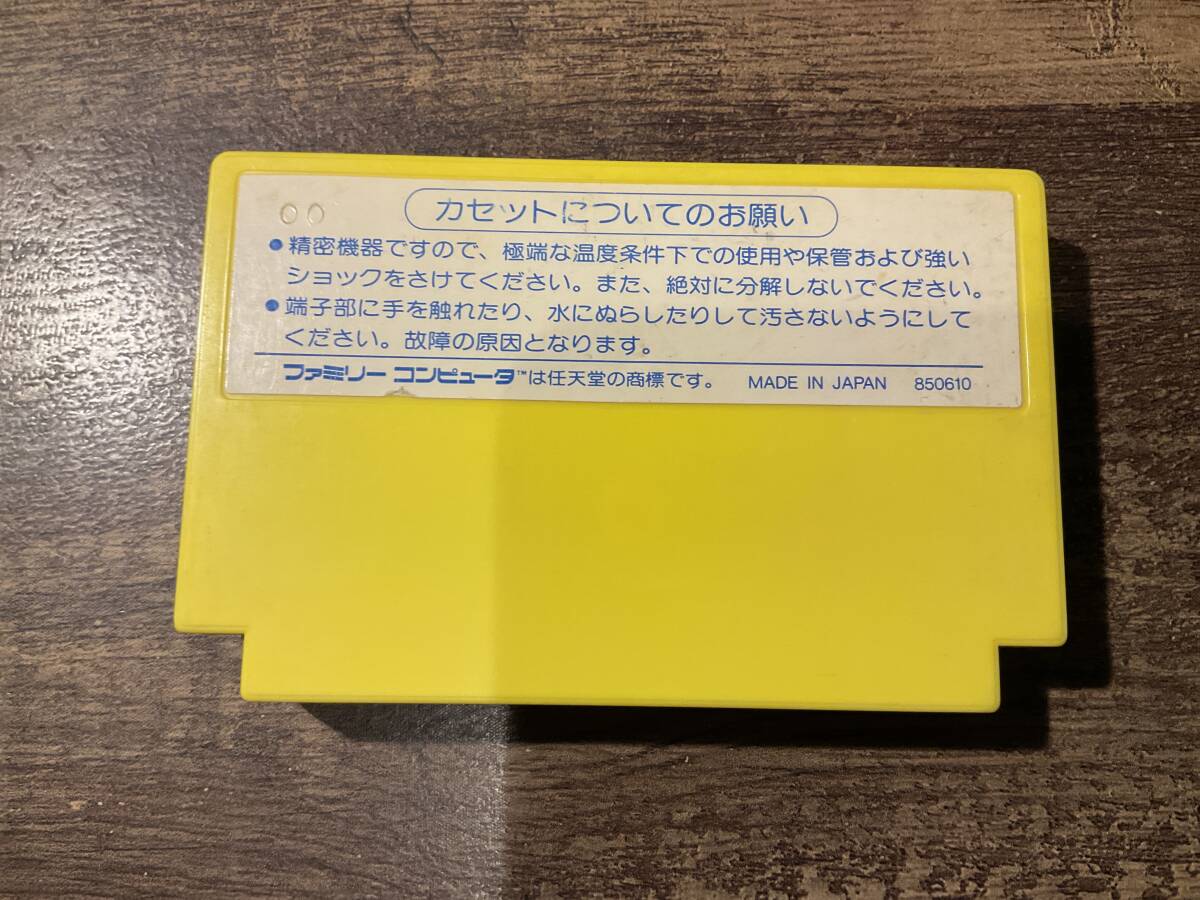 カセットについてのお願い
●精密機器ですので、極端な温度条件下での使用や保管および強い
ショックをさけてください。また、絶対に分解しないでください。
●端子部に手を触れたり、水にぬらしたりして汚さないようにして
ください。故障の原因となります。
ファミリー コンピュータ™は任天堂の商標です。 MADE IN JAPAN 850610